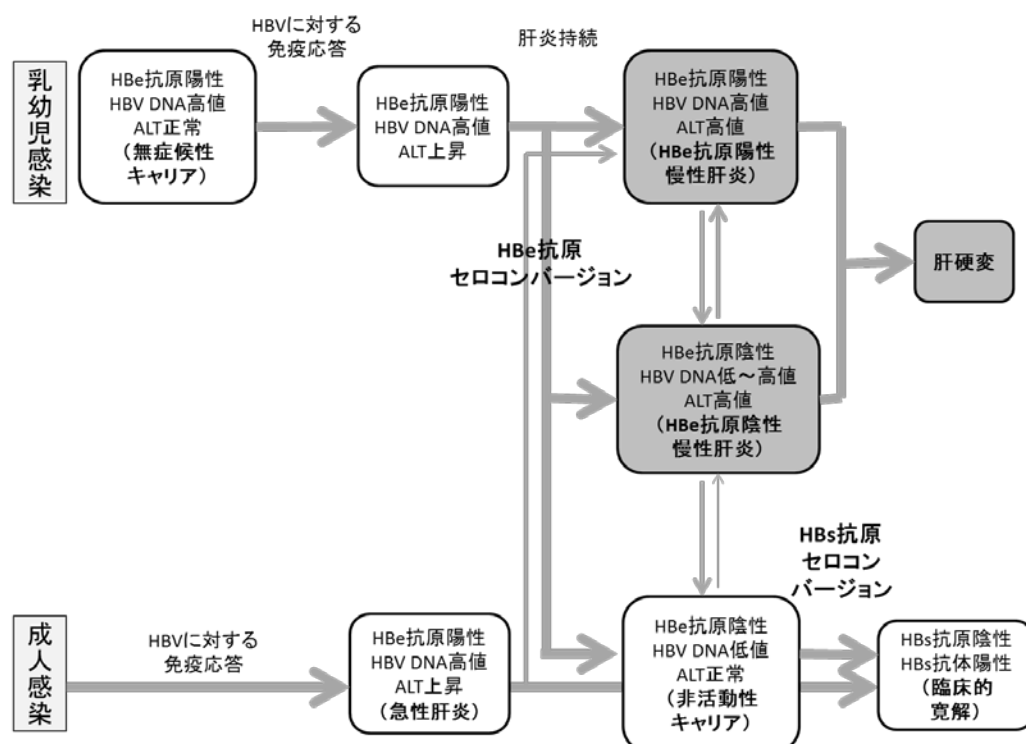 HBVに対する
免疫応答
肝炎持続
乳幼児感染
HBe抗原陽性
HBV DNA高値
ALT正常
(無症候性
キャリア)
HBe抗原陽性
HBV DNA高値
ALT上昇
HBe抗原陽性
HBV DNA高値
ALT高値
(HBe抗原陽性
慢性肝炎)
HBe抗原
セロコンバージョン
肝硬変
HBe抗原陰性
HBV DNA低～高値
ALT高値
(HBe抗原陰性
慢性肝炎)
HBs抗原
セロコン
バージョン
成人感染
HBVに対する
免疫応答
HBe抗原陽性
HBV DNA高値
ALT上昇
(急性肝炎)
HBe抗原陰性
HBV DNA低値
ALT正常
(非活動性
キャリア)
HBs抗原陰性
HBs抗体陽性
(臨床的
寛解)